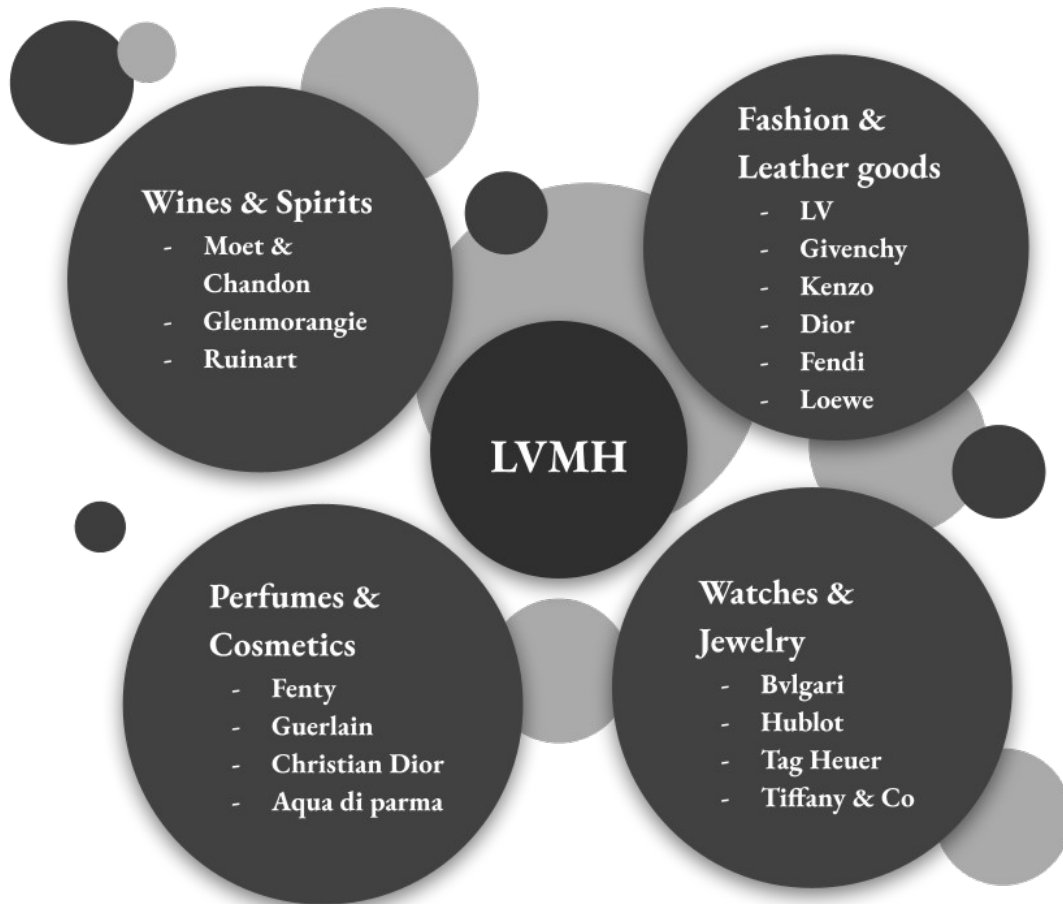 Wines & Spirits
- Moet &
Chandon
- Glenmorangie
- Ruinart
Fashion &
Leather goods
- LV
- Givenchy
- Kenzo
- Dior
- Fendi
- Loewe
LVMH
Perfumes &
Cosmetics
- Fenty
- Guerlain
- Christian Dior
- Aqua di parma
Watches &
Jewelry
- Bvlgari
- Hublot
- Tag Heuer
- Tiffany & Co